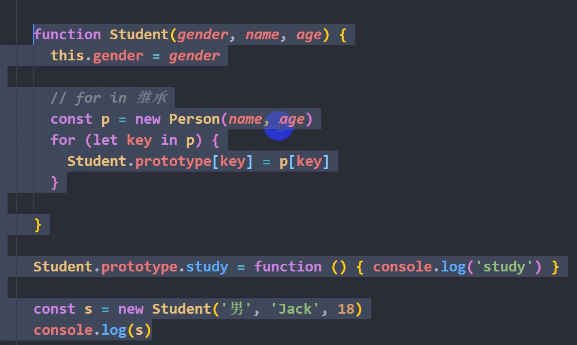 function Student(gender, name, age) {
  this.gender = gender
  // for in 继承
  const p = new Person(name, age)
  for (let key in p) {
    Student.prototype[key] = p[key]
  }
}
Student.prototype.study = function () { console.log('study') }
const s = new Student('男', 'Jack', 18)
console.log(s)